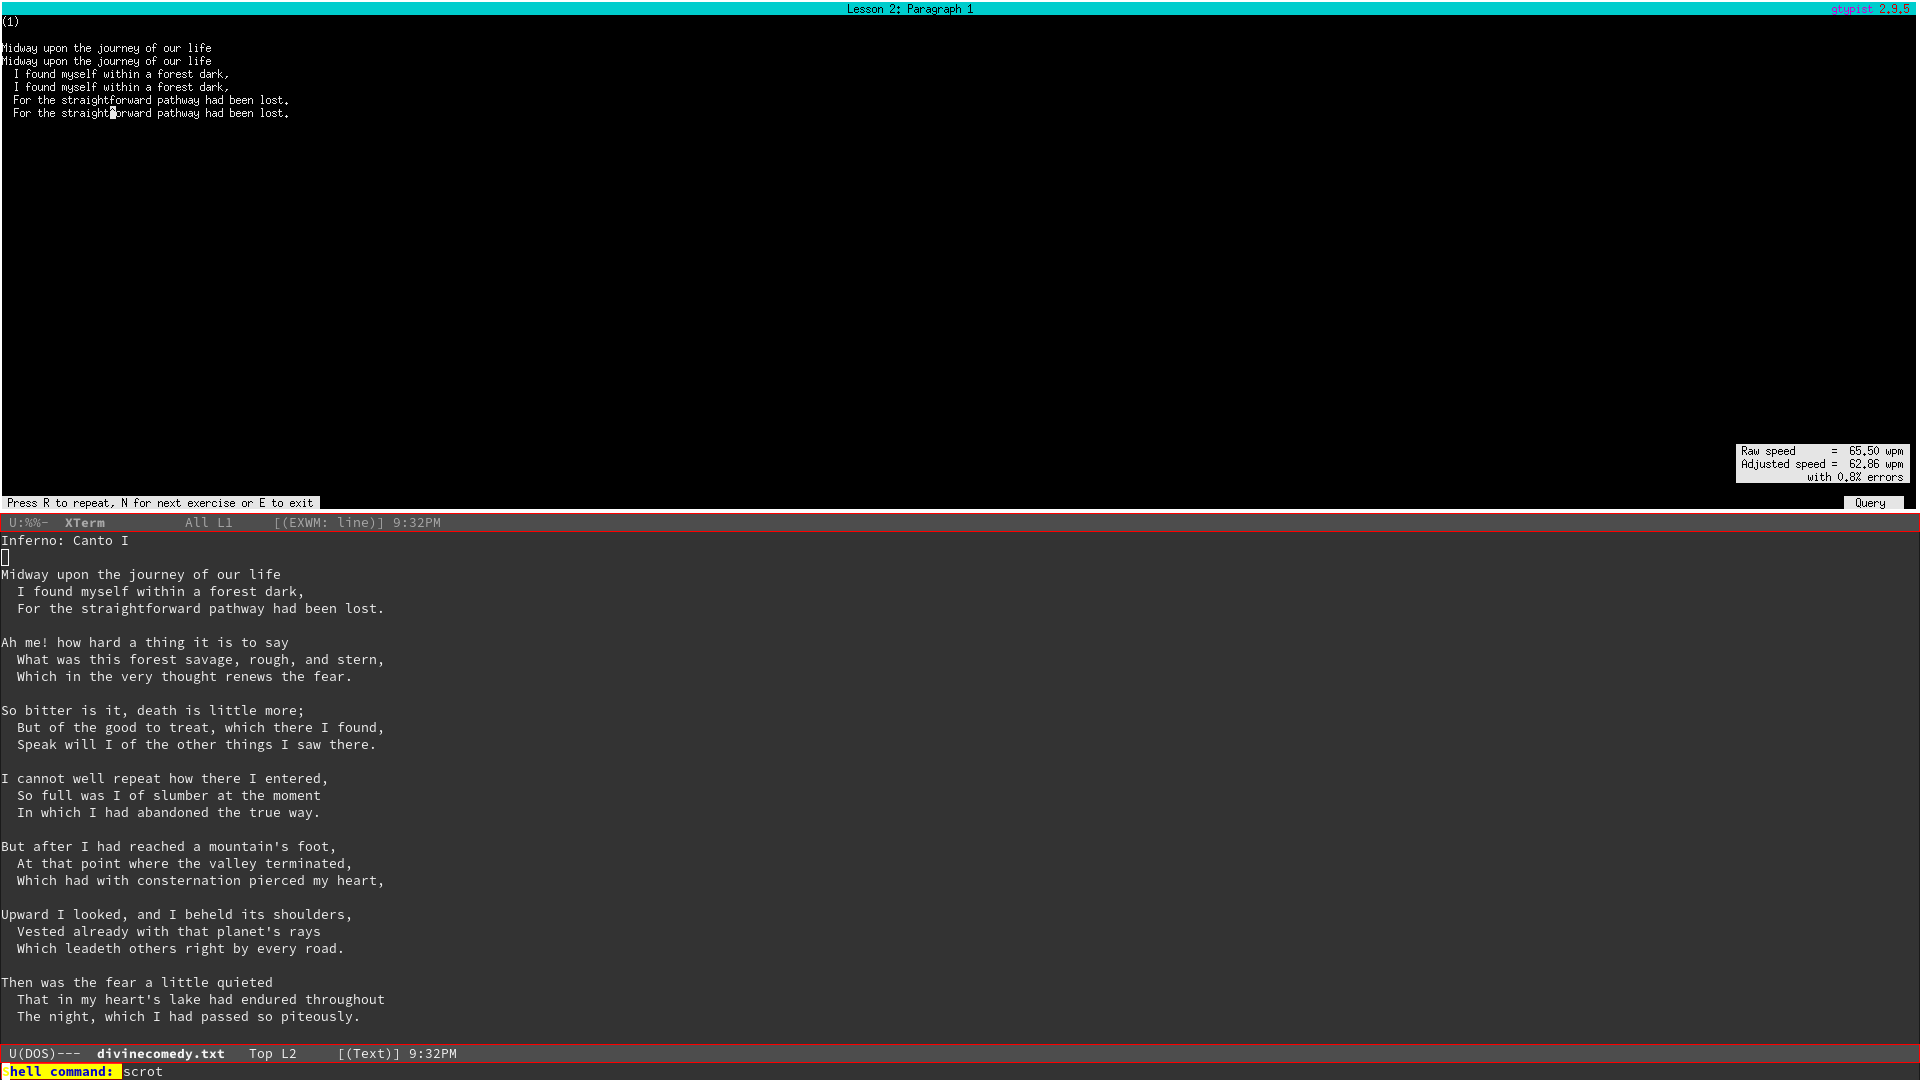 Lesson 2: Paragraph 1 gtypist 2.9.5
(1)
Midway upon the journey of our life
Midway upon the journey of our life
I found myself within a forest dark,
I found myself within a forest dark,
For the straightforward pathway had been lost.
For the straight^orward pathway had been lost.
Raw speed = 65.50 wpm
Adjusted speed = 62.86 wpm
with 0.8% errors
Press R to repeat, N for next exercise or E to exit Query
U:%%- XTerm All L1 [(EXWM: line)] 9:32PM
Inferno: Canto I
Midway upon the journey of our life
I found myself within a forest dark,
For the straightforward pathway had been lost.
Ah me! how hard a thing it is to say
What was this forest savage, rough, and stern,
Which in the very thought renews the fear.
So bitter is it, death is little more;
But of the good to treat, which there I found,
Speak will I of the other things I saw there.
I cannot well repeat how there I entered,
So full was I of slumber at the moment
In which I had abandoned the true way.
But after I had reached a mountain's foot,
At that point where the valley terminated,
Which had with consternation pierced my heart,
Upward I looked, and I beheld its shoulders,
Vested already with that planet's rays
Which leadeth others right by every road.
Then was the fear a little quieted
That in my heart's lake had endured throughout
The night, which I had passed so piteously.
U(DOS)--- divinecomedy.txt Top L2 [(Text)] 9:32PM
Shell command: scrot